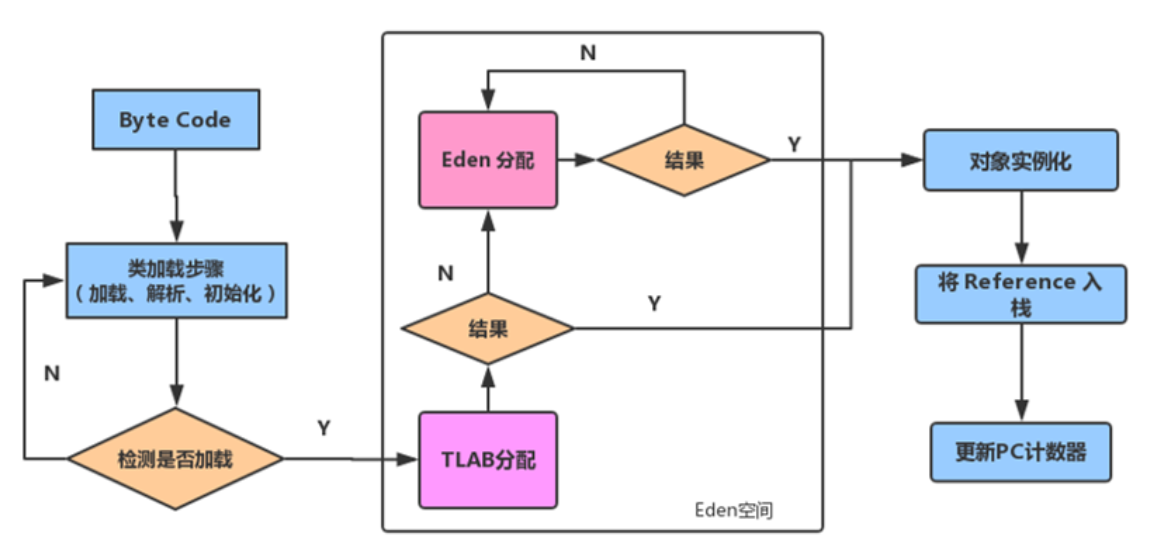 Byte Code
类加载步骤
（加载、解析、初始化）
N
检测是否加载
Y
N
Eden 分配
结果
Y
N
结果
Y
TLAB分配
Eden空间
对象实例化
将 Reference 入
栈
更新PC计数器